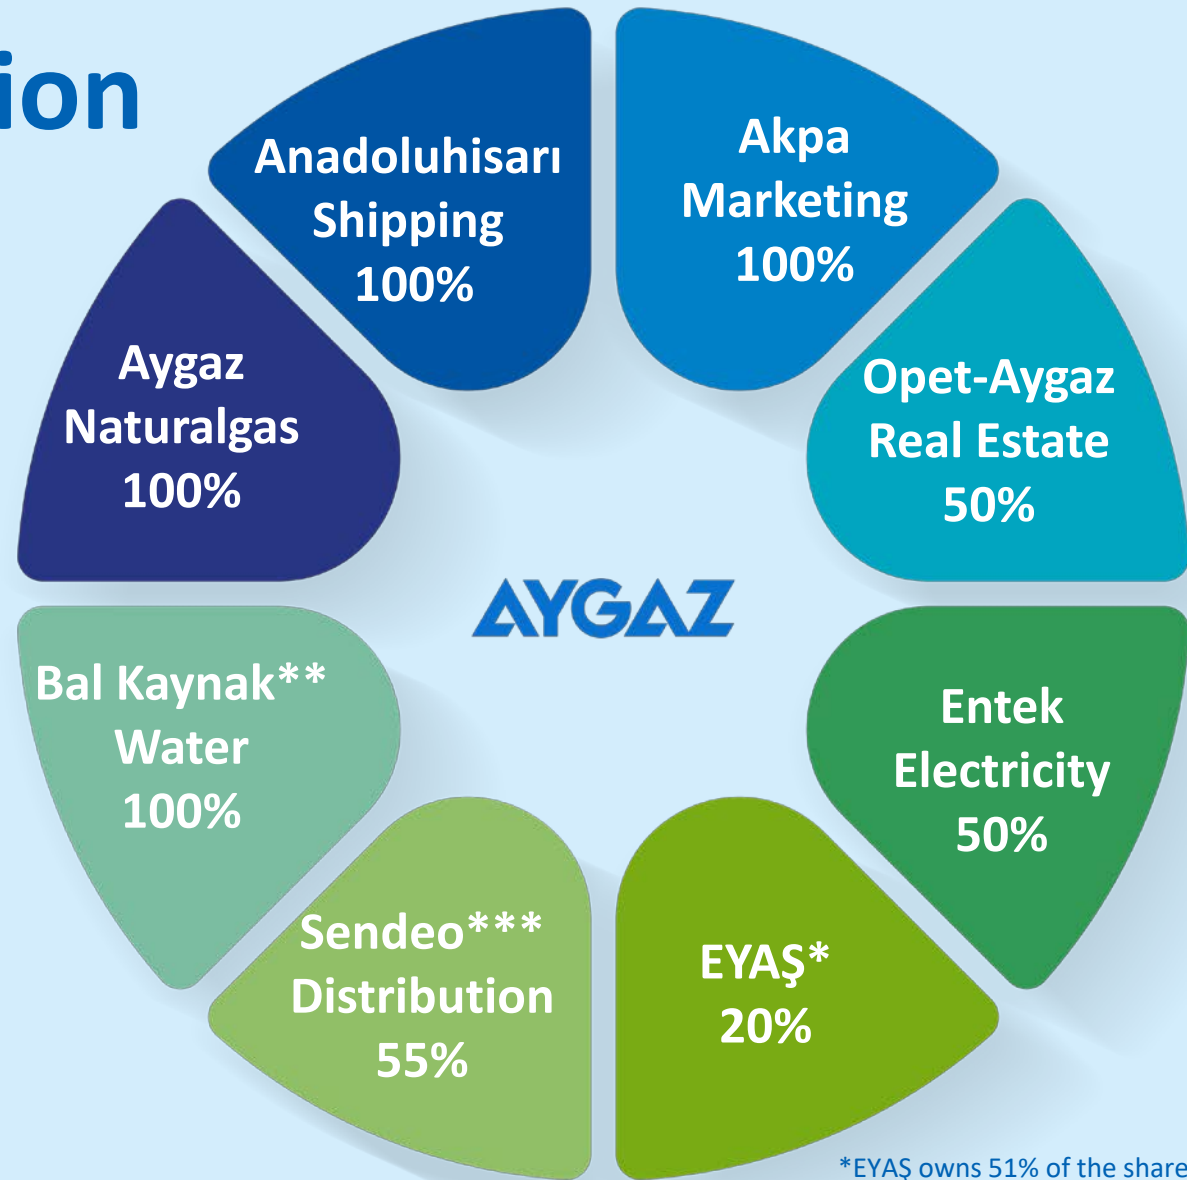 ion
Anadoluhisarı
Shipping
100%
Akpa
Marketing
100%
Opet-Aygaz
Real Estate
50%
Entek
Electricity
50%
EYAŞ*
20%
Sendeo***
Distribution
55%
Bal Kaynak**
Water
100%
Aygaz
Naturalgas
100%
AYGAZ
*EYAŞ owns 51% of the share